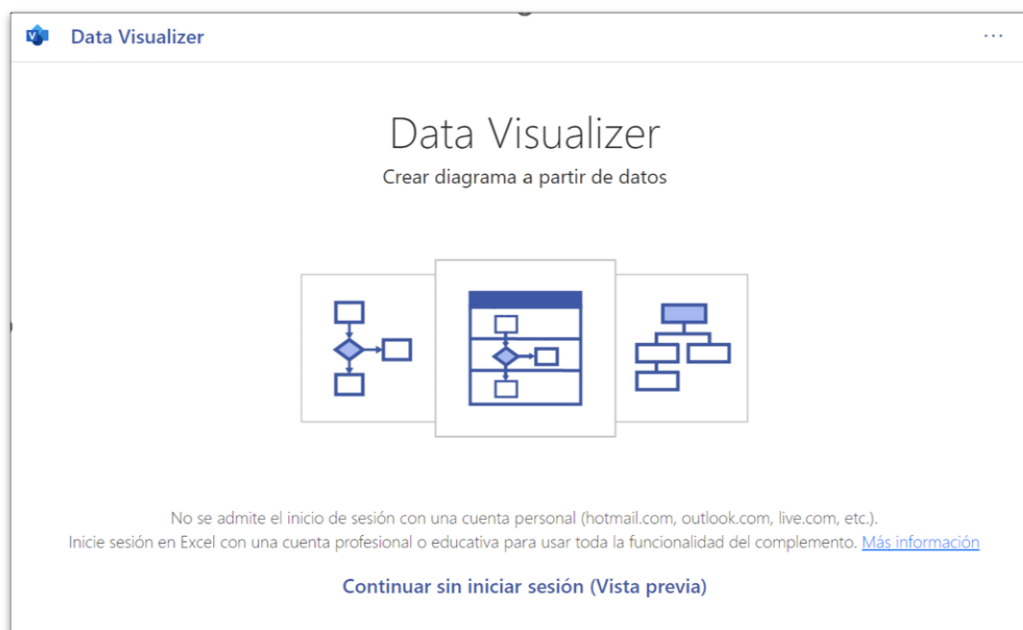 Data Visualizer
Data Visualizer
Crear diagrama a partir de datos
No se admite el inicio de sesión con una cuenta personal (hotmail.com, outlook.com, live.com, etc.).
Inicie sesión en Excel con una cuenta profesional o educativa para usar toda la funcionalidad del complemento. Más información
Continuar sin iniciar sesión (Vista previa)